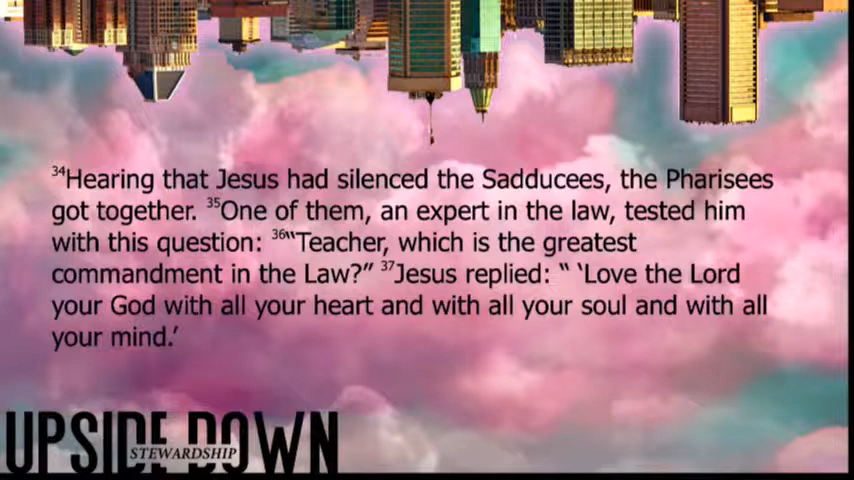 ³⁴Hearing that Jesus had silenced the Sadducees, the Pharisees
got together. ³⁵One of them, an expert in the law, tested him
with this question: ³⁶“Teacher, which is the greatest
commandment in the Law?” ³⁷Jesus replied: “ ‘Love the Lord
your God with all your heart and with all your soul and with all
your mind.’
UPSIDE DOWN
STEWARDSHIP